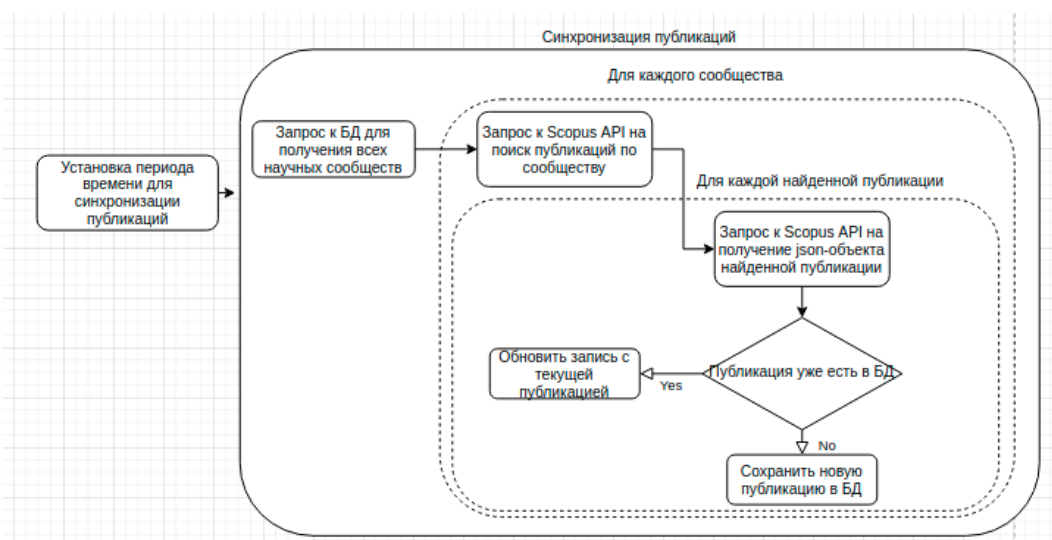 Синхронизация публикаций
Для каждого сообщества
Установка периода
времени для
синхронизации
публикаций
Запрос к БД для
получения всех
научных сообществ
Запрос к Scopus API на
поиск публикаций по
сообществу
Для каждой найденной публикации
Запрос к Scopus API на
получение json-объекта
найденной публикации
Публикация уже есть в БД
Yes
Обновить запись с
текущей
публикацией
No
Сохранить новую
публикацию в БД